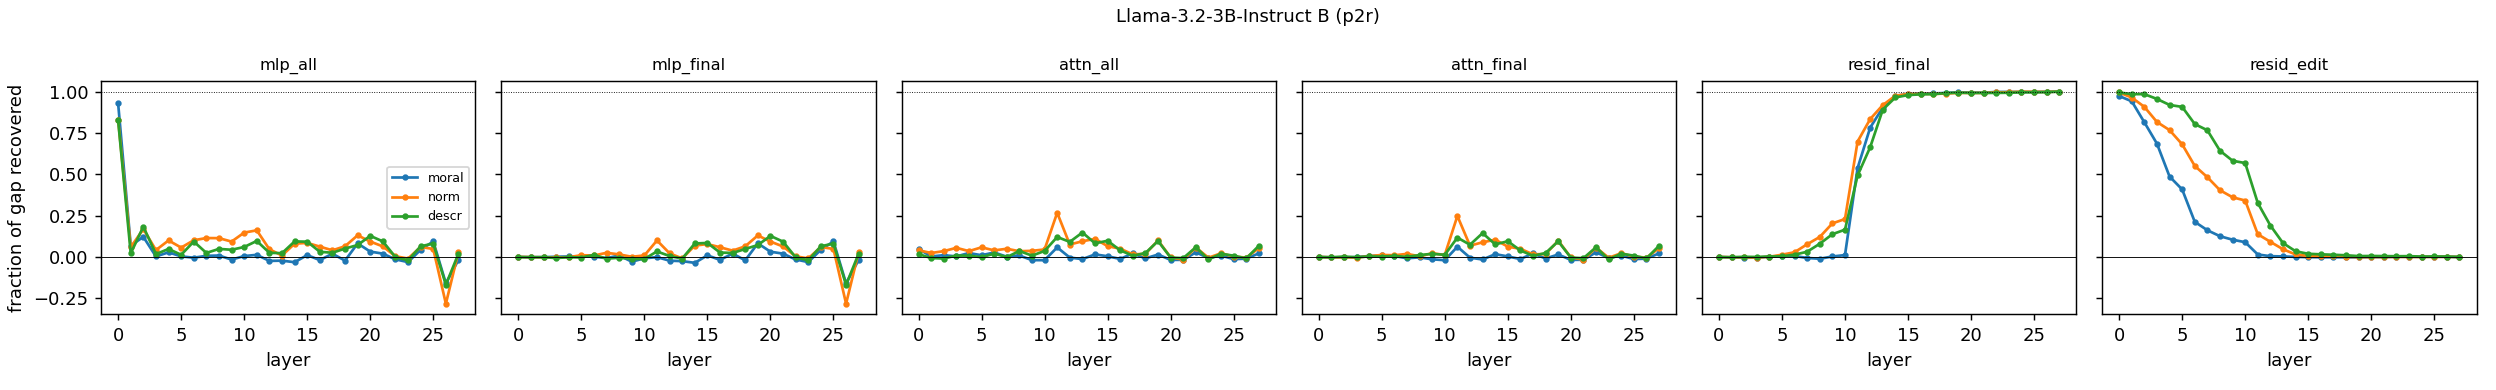 Llama-3.2-3B-Instruct B (p2r)
mlp_all
mlp_final
attn_all
attn_final
resid_final
resid_edit
fraction of gap recovered
1.00
0.75
0.50
0.25
0.00
−0.25
moral
norm
descr
0 5 10 15 20 25
0 5 10 15 20 25
0 5 10 15 20 25
0 5 10 15 20 25
0 5 10 15 20 25
0 5 10 15 20 25
layer
layer
layer
layer
layer
layer